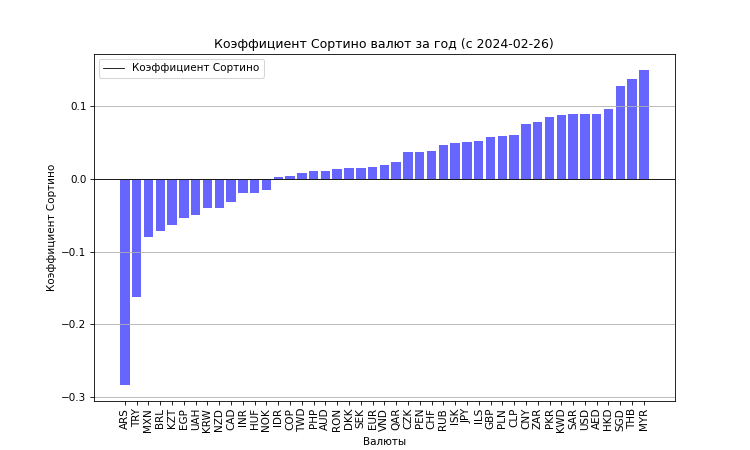 Коэффициент Сортино валют за год (с 2024-02-26)
Коэффициент Сортино
Коэффициент Сортино
0.1
0.0
−0.1
−0.2
−0.3
ARS
TRY
MXN
BRL
KZT
EGP
UAH
KRW
NZD
CAD
INR
HUF
NOK
IDR
COP
TWD
PHP
AUD
RON
DKK
SEK
EUR
VND
QAR
CZK
PEN
CHF
RUB
ISK
JPY
ILS
GBP
PLN
CLP
CNY
ZAR
PKR
KWD
SAR
USD
AED
HKD
SGD
THB
MYR
Валюты